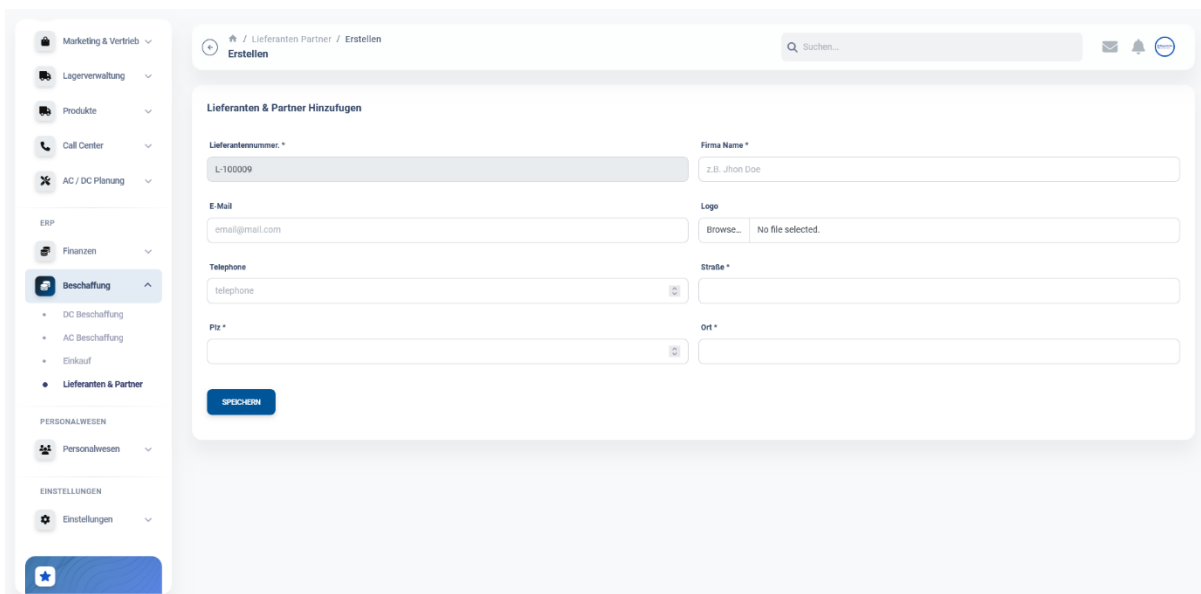 Marketing & Vertrieb
Lagerverwaltung
Produkte
Call Center
AC / DC Planung
ERP
Finanzen
Beschaffung
DC Beschaffung
AC Beschaffung
Einkauf
Lieferanten & Partner
PERSONALWESEN
Personalwesen
EINSTELLUNGEN
Einstellungen
/ Lieferanten Partner / Erstellen
Erstellen
Suchen...
Lieferanten & Partner Hinzufugen
Lieferantennummer. *
Firma Name *
L-100009
z.B. Jhon Doe
E-Mail
Logo
email@mail.com
Browse... No file selected.
Telephone
Straße *
telephone
Plz *
Ort *
SPEICHERN